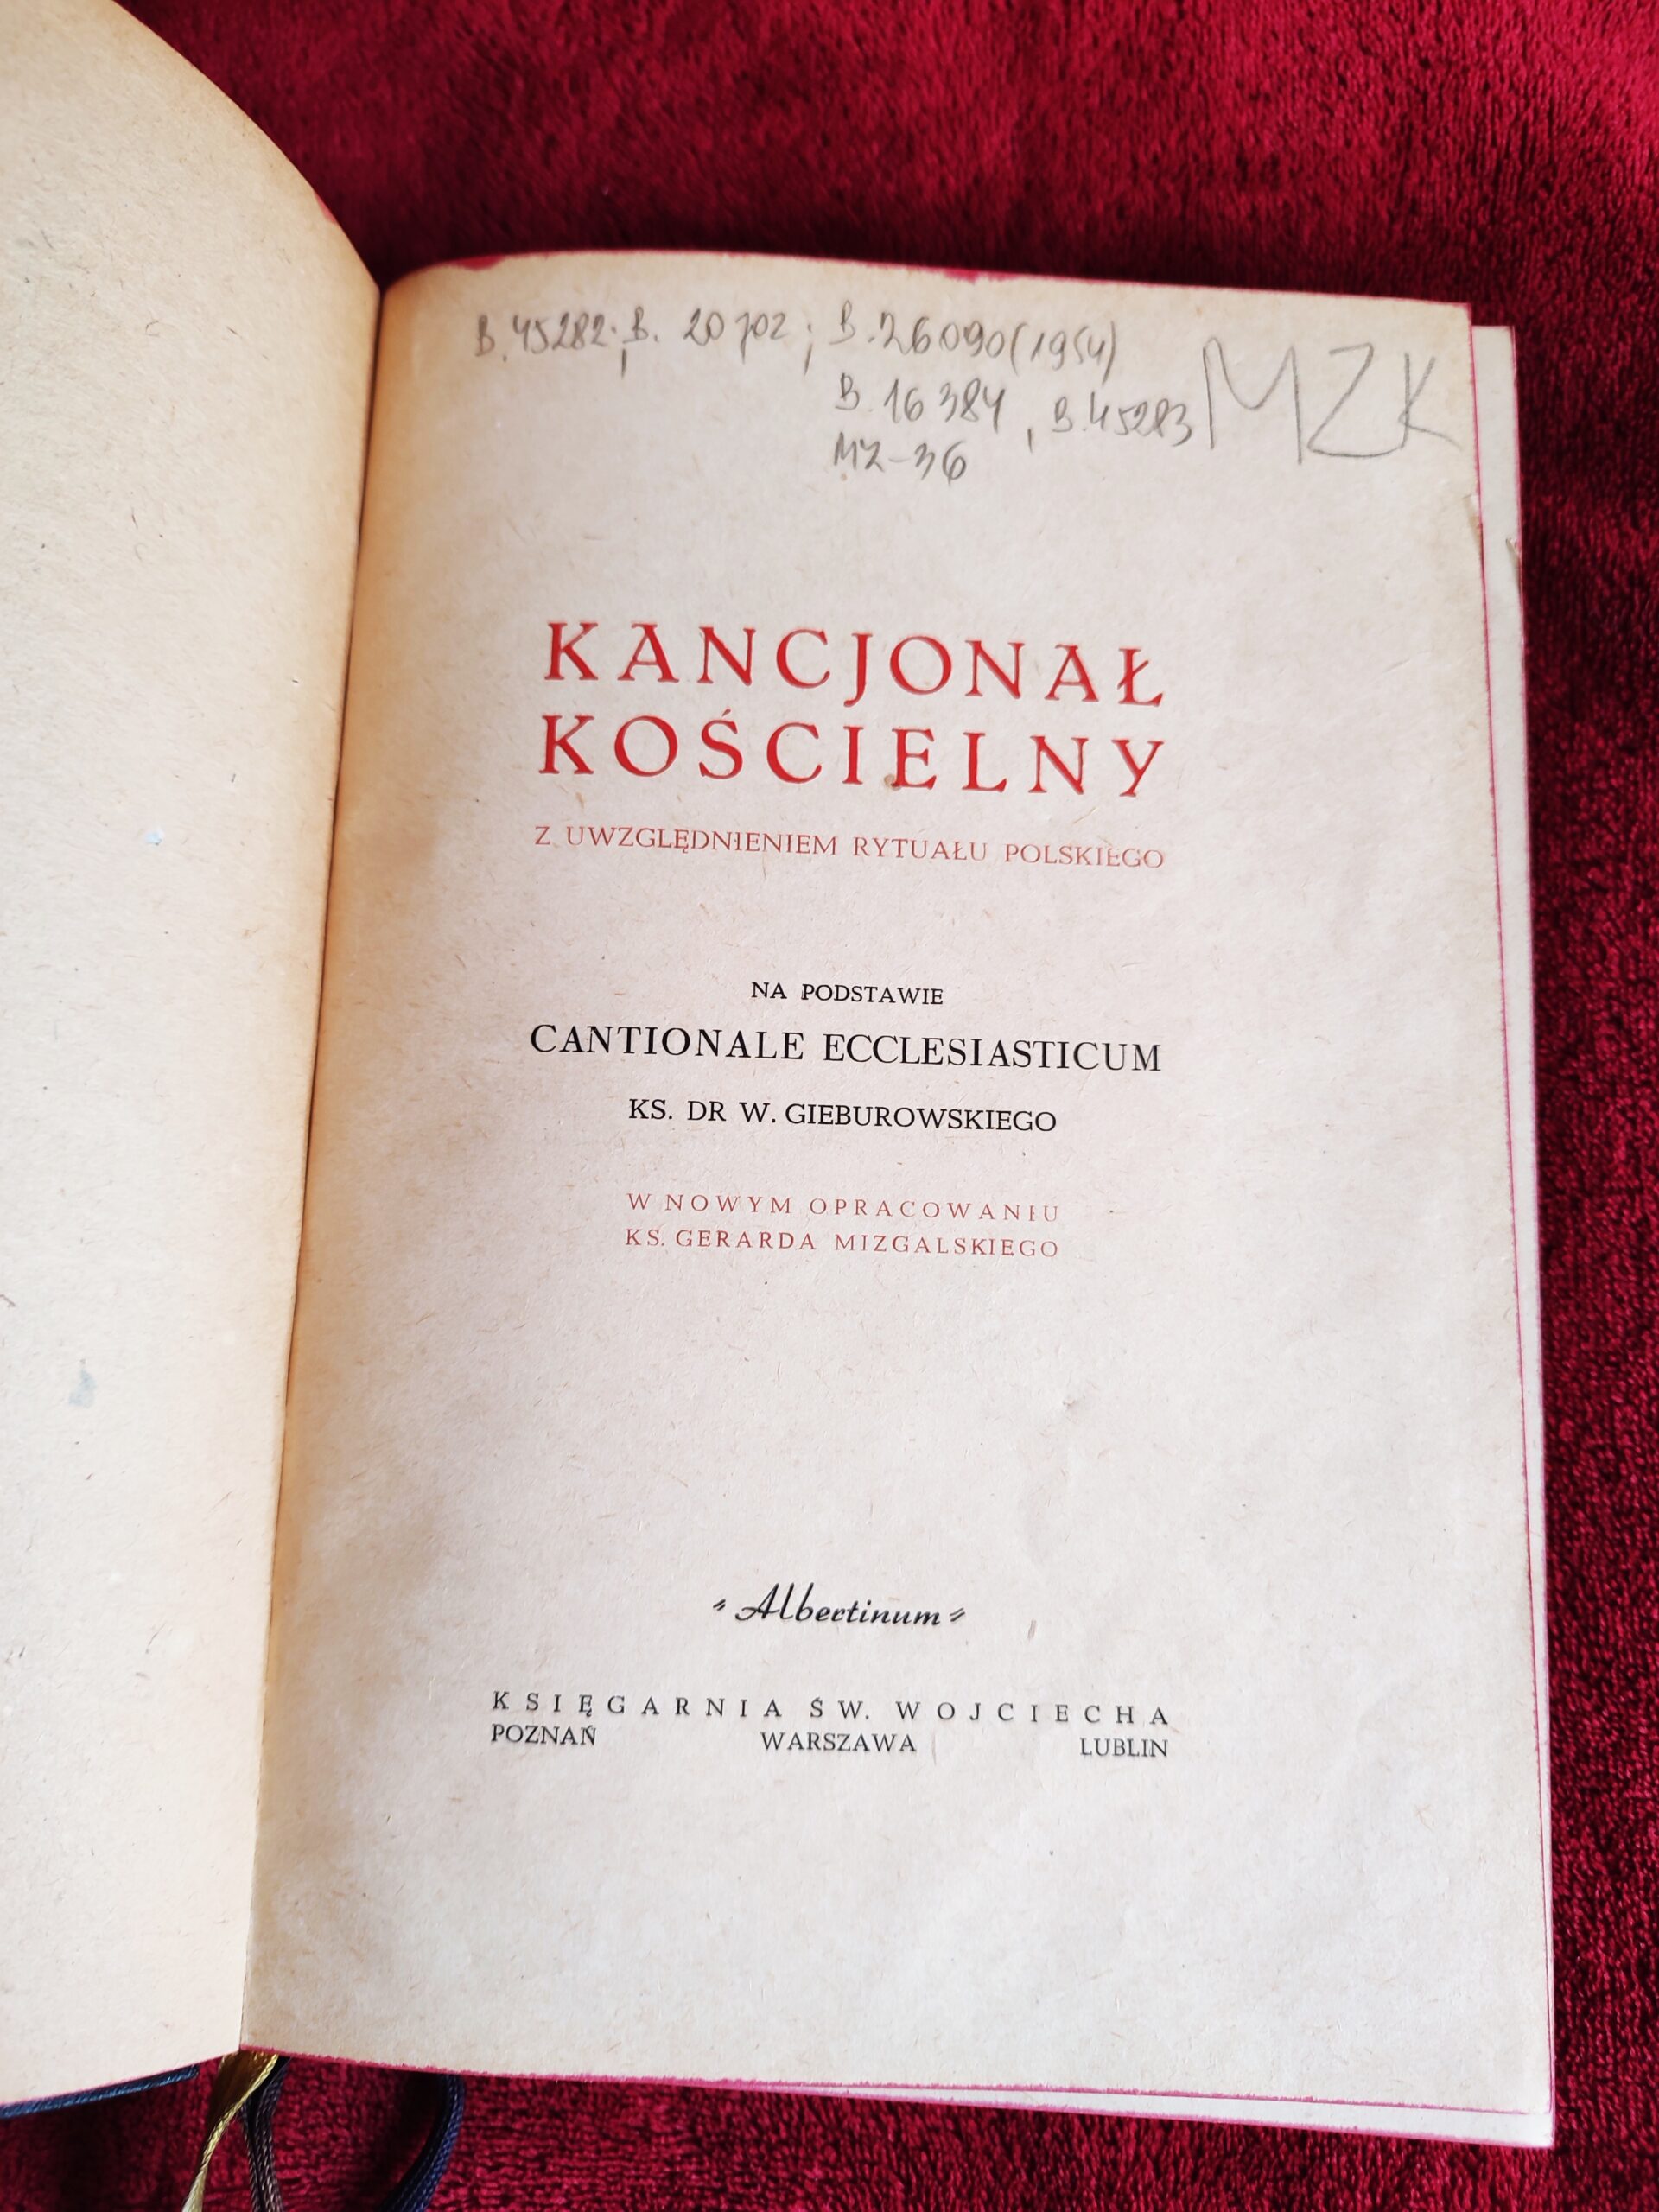 B. 45282; B. 20702; B. 26090 (1954)
B. 16384, B. 45283
MZK
MZ-36
KANCJONAŁ
KOŚCIELNY
Z UWZGLĘDNIENIEM RYTUAŁU POLSKIEGO
NA PODSTAWIE
CANTIONALE ECCLESIASTICUM
KS. DR W. GIEBUROWSKIEGO
W NOWYM OPRACOWANIU
KS. GERARDA MIZGALSKIEGO
"Albertinum"
KSIĘGARNIA ŚW. WOJCIECHA
POZNAŃ WARSZAWA LUBLIN